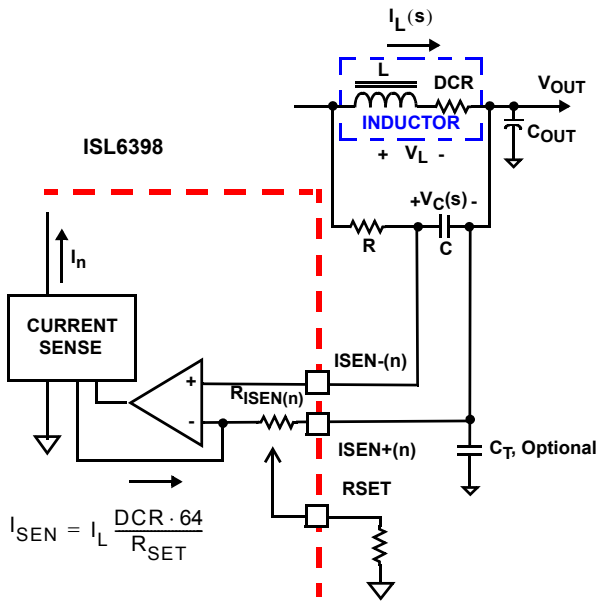 I_L(s)
L
DCR
V_OUT
INDUCTOR
C_OUT
+ V_L -
ISL6398
+V_C(s) -
R
C
I_n
CURRENT
SENSE
+
-
ISEN-(n)
R_ISEN(n)
ISEN+(n)
C_T, Optional
RSET
I_SEN = I_L DCR · 64 / R_SET